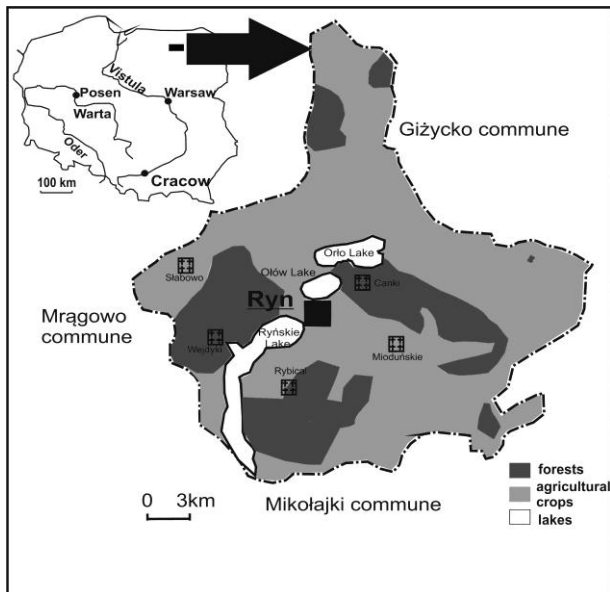 Vistula
Posen
Warsaw
Warta
Oder
Cracow
100 km
Giżycko commune
Orło Lake
Słabowo
Ołów Lake
Canki
Ryn
Mrągowo
commune
Ryńskie
Lake
Wejdyki
Mioduńskie
Rybical
0 3km
Mikołajki commune
forests
agricultural
crops
lakes